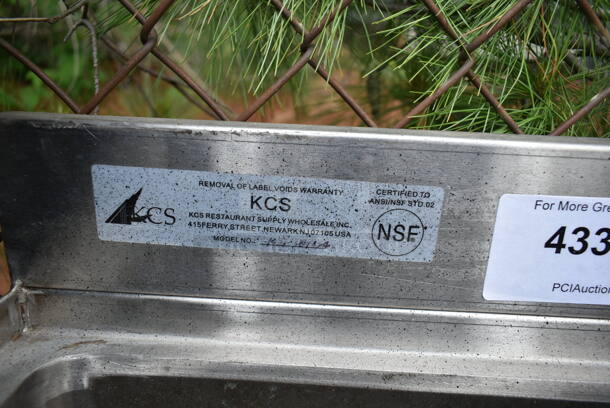 REMOVAL OF LABEL VOIDS WARRANTY
KCS
KCS
KCS RESTAURANT SUPPLY WHOLESALE INC.
415 FERRY, STREET, NEWARK NJ 07105 USA
MODEL NO.:
CERTIFIED TO
ANSI/NSF STD.02
NSF
For More Gre
433
PCIAuction